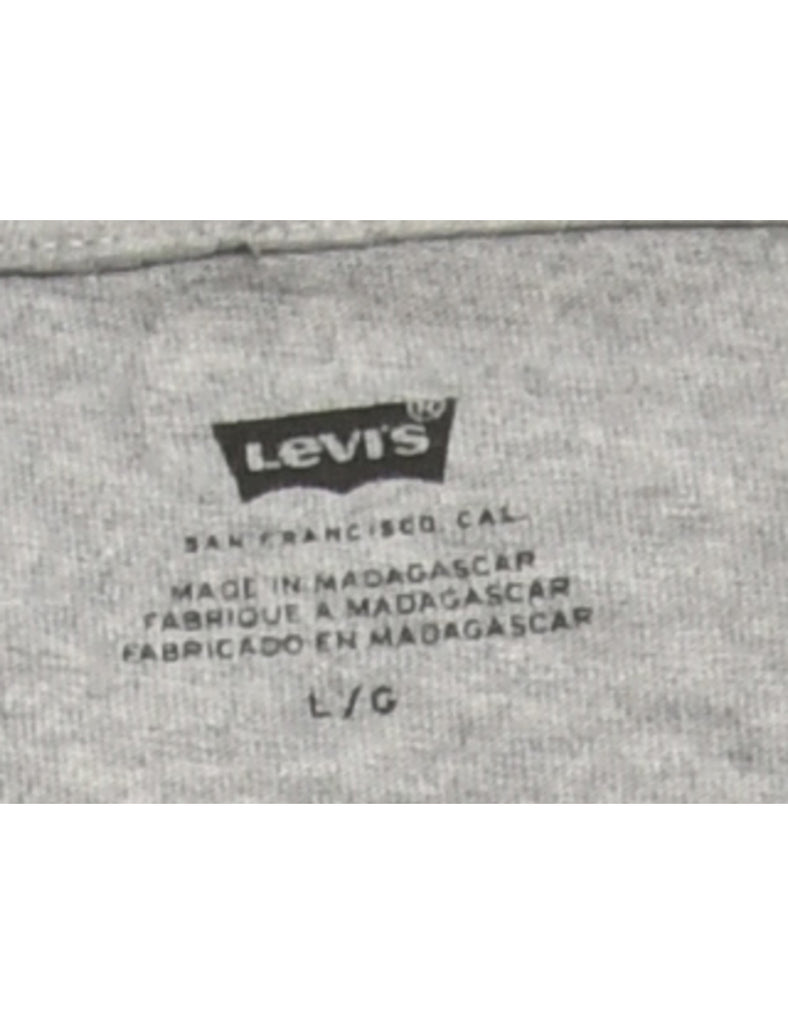 LEVI'S ®
SAN FRANCISCO, CAL.
MADE IN MADAGASCAR
FABRIQUE A MADAGASCAR
FABRICADO EN MADAGASCAR
L / G